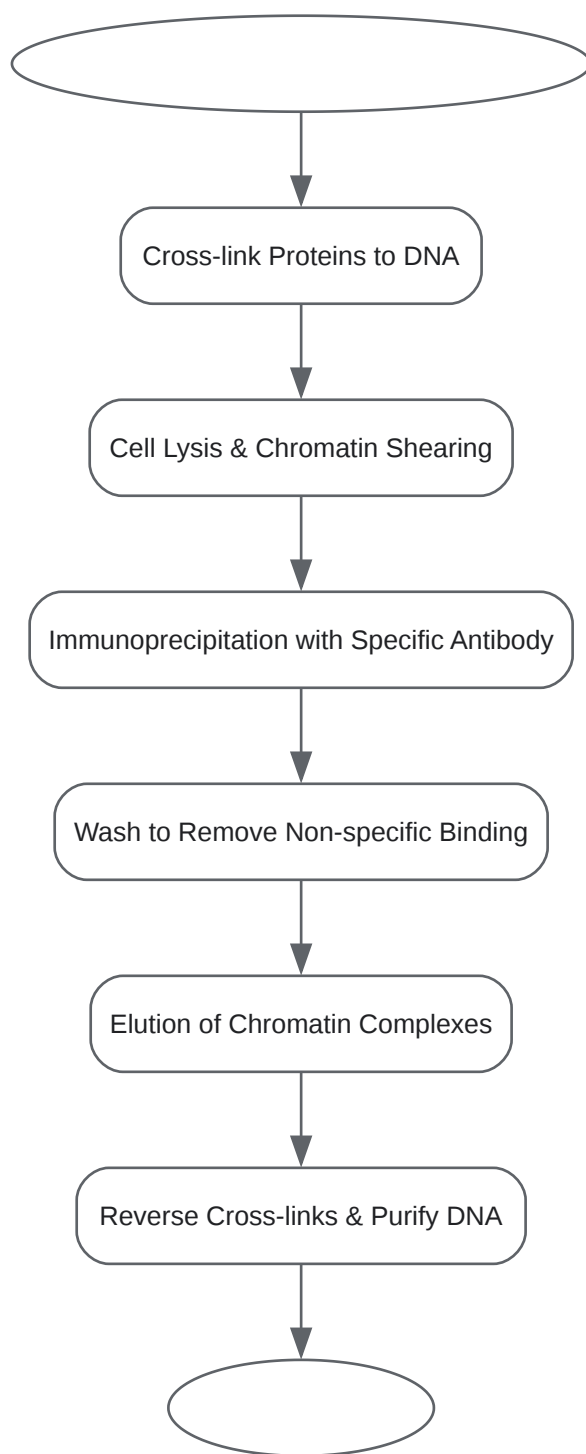 Cross-link Proteins to DNA
Cell Lysis & Chromatin Shearing
Immunoprecipitation with Specific Antibody
Wash to Remove Non-specific Binding
Elution of Chromatin Complexes
Reverse Cross-links & Purify DNA